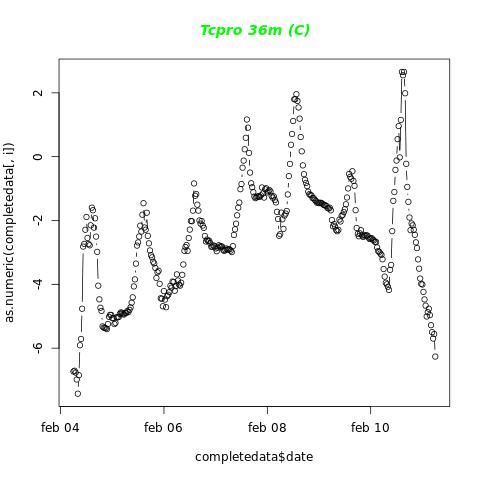 Tcpro 36m (C)
as.numeric(completedata[, i])
2
0
-2
-4
-6
feb 04 feb 06 feb 08 feb 10
completedata$date